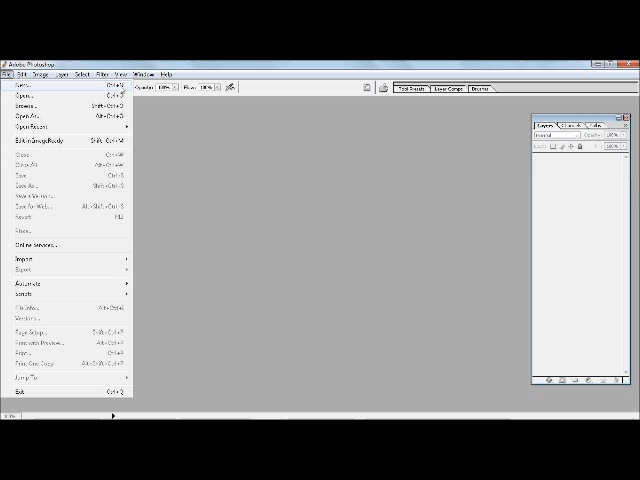 Adobe Photoshop
File Edit Image Layer Select Filter View Window Help
New... Ctrl+N
Open... Ctrl+O
Browse... Shift+Ctrl+O
Open As... Alt+Ctrl+O
Open Recent
Edit in ImageReady Shift+Ctrl+M
Close Ctrl+W
Close All Alt+Ctrl+W
Save Ctrl+S
Save As... Shift+Ctrl+S
Save a Version...
Save for Web... Alt+Shift+Ctrl+S
Revert F12
Place...
Online Services...
Import
Export
Automate
Scripts
File Info... Alt+Ctrl+I
Versions...
Page Setup... Shift+Ctrl+P
Print with Preview... Alt+Ctrl+P
Print... Ctrl+P
Print One Copy Alt+Shift+Ctrl+P
Jump To
Exit Ctrl+Q
Opacity: 100% Flow: 100%
Tool Presets Layer Comps Brushes
Layers Channels Paths
Normal Opacity: 100%
Lock: 100%
100%